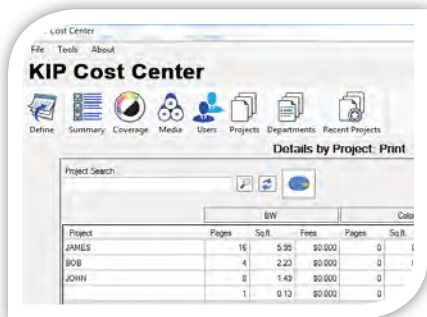 Cost Center
File Tools About
KIP Cost Center
Define Summary Coverage Media Users Projects Departments Recent Projects
Details by Project: Print
Project Search
BW Color
Project Pages Sq.ft. Fees Pages Sq.ft.
JAMES 16 5.95 $0.000 0
BOB 4 2.23 $0.000 0
JOHN 8 1.43 $0.000 0
1 0.13 $0.000 0